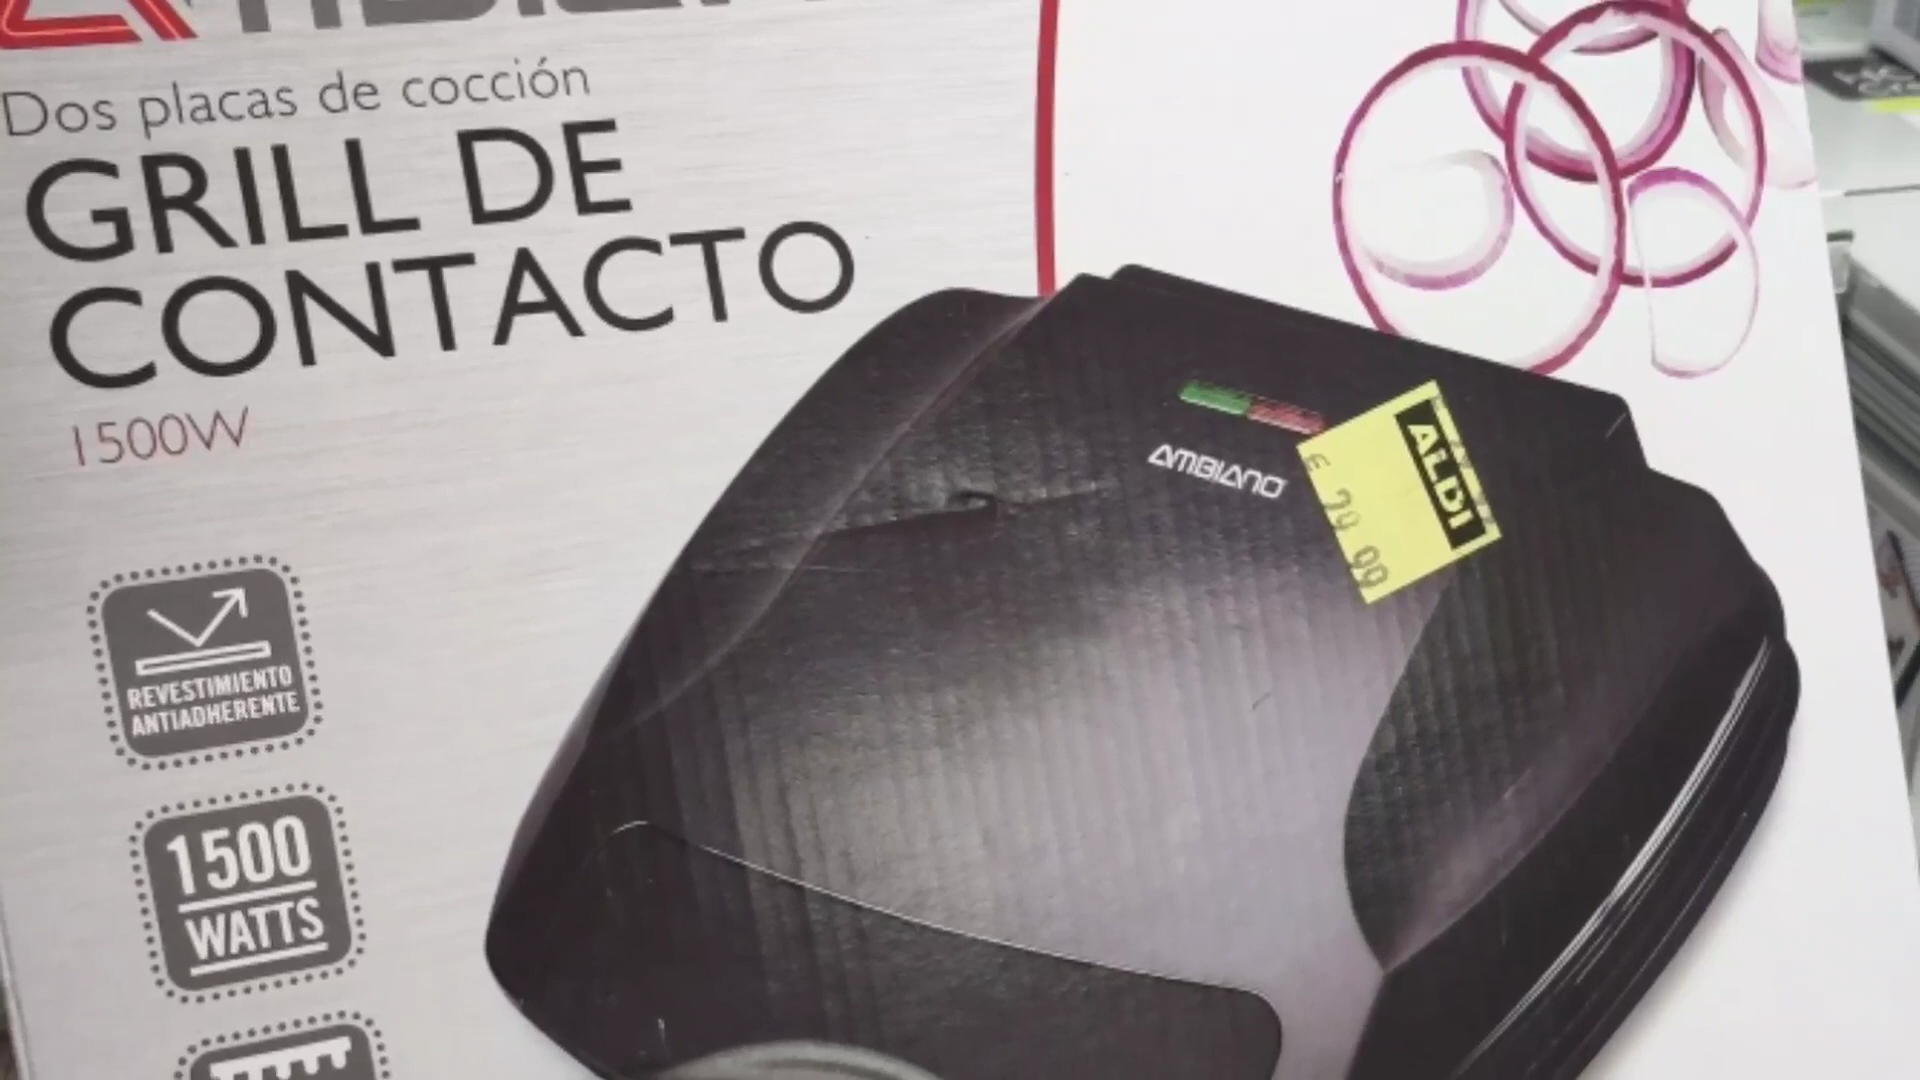 Dos placas de cocción
GRILL DE
CONTACTO
1500W
AMBIANO
ALDI
€ 29 99
REVESTIMIENTO
ANTIADHERENTE
1500
WATTS